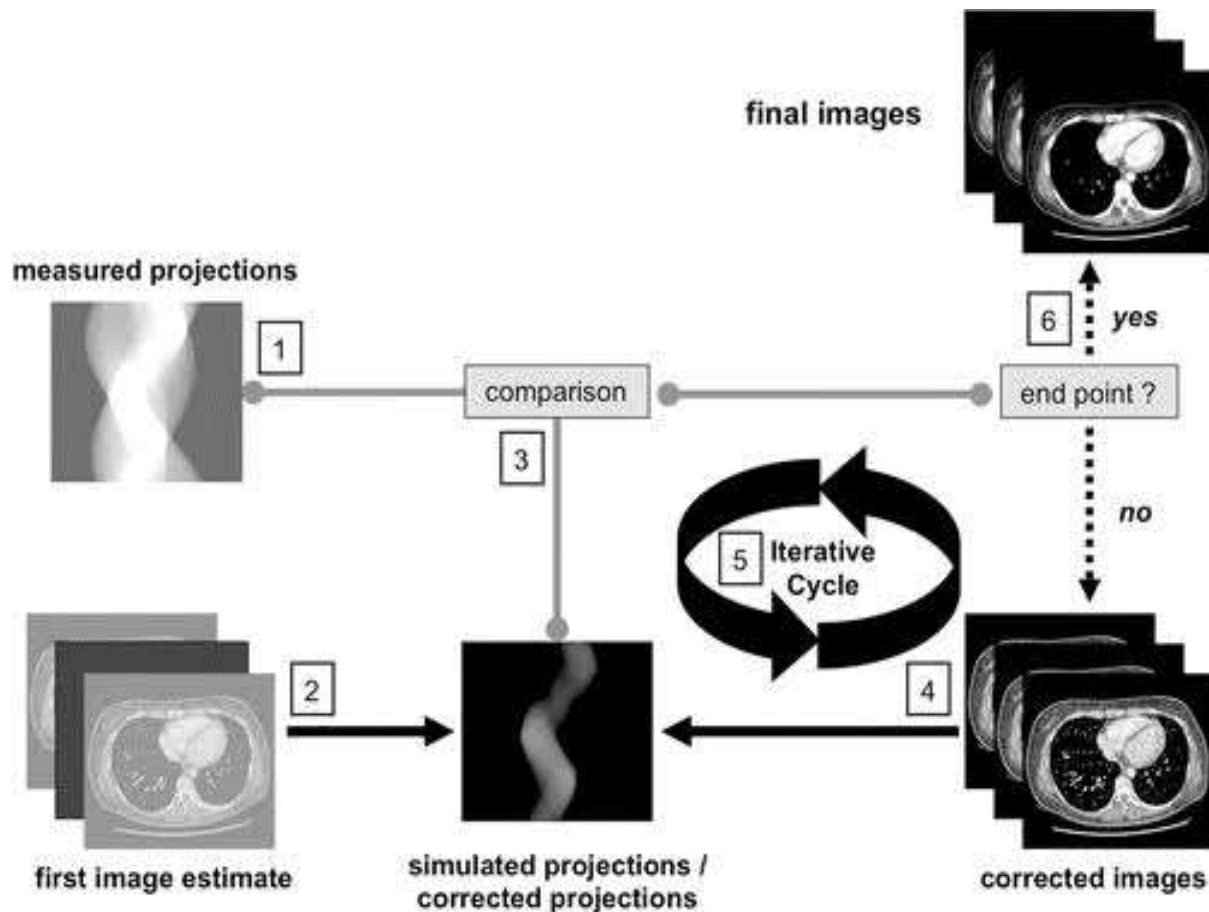 final images
measured projections
1
6
yes
comparison
end point ?
3
no
5
Iterative
Cycle
2
4
first image estimate
simulated projections /
corrected projections
corrected images